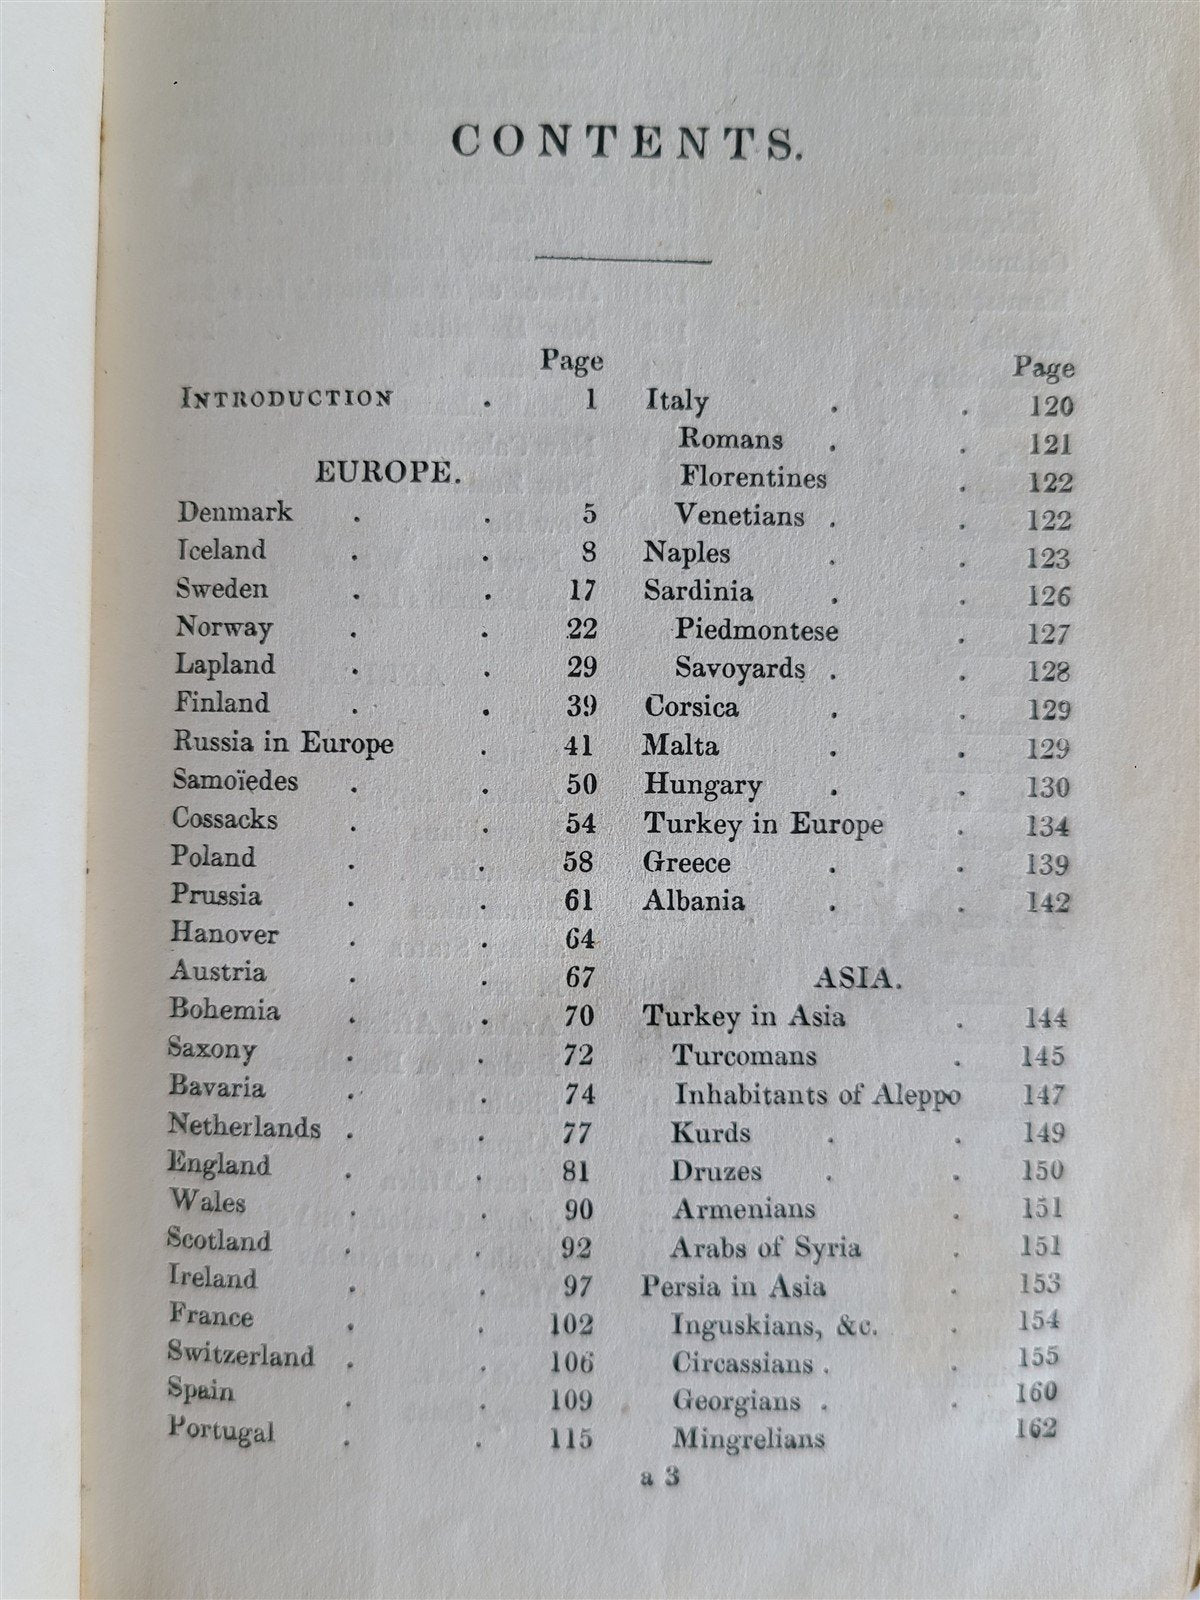 CONTENTS.
Page
INTRODUCTION . 1
EUROPE.
Denmark . . 5
Iceland . . 8
Sweden . . 17
Norway . . 22
Lapland . . 29
Finland . . 39
Russia in Europe . 41
Samoïedes . . 50
Cossacks . . 54
Poland . . 58
Prussia . . 61
Hanover . . 64
Austria . . 67
Bohemia . . 70
Saxony . . 72
Bavaria . . 74
Netherlands . . 77
England . . 81
Wales . . 90
Scotland . . 92
Ireland . . 97
France . . 102
Switzerland . . 106
Spain . . 109
Portugal . . 115
Page
Italy . . 120
Romans . . 121
Florentines . 122
Venetians . . 122
Naples . . 123
Sardinia . . 126
Piedmontese . 127
Savoyards . . 128
Corsica . . 129
Malta . . 129
Hungary . . 130
Turkey in Europe . 134
Greece . . 139
Albania . . 142
ASIA.
Turkey in Asia . 144
Turcomans . 145
Inhabitants of Aleppo 147
Kurds . . 149
Druzes . . 150
Armenians . 151
Arabs of Syria . 151
Persia in Asia . 153
Inguskians, &c. . 154
Circassians . . 155
Georgians . . 160
Mingrelians 162
a 3